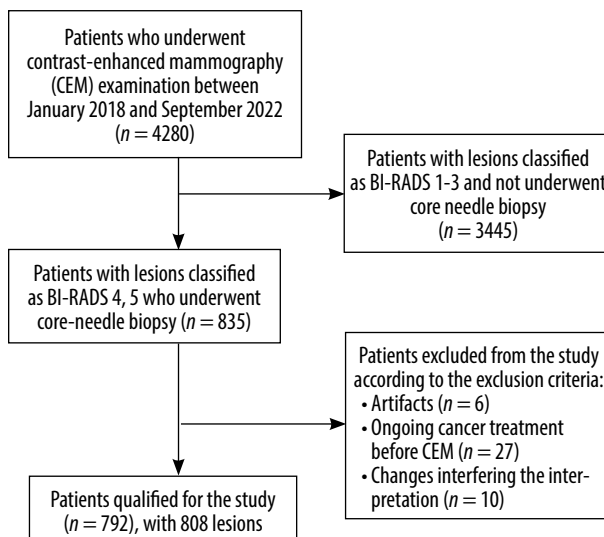 Patients who underwent
contrast-enhanced mammography
(CEM) examination between
January 2018 and September 2022
(n = 4280)
Patients with lesions classified
as BI-RADS 1-3 and not underwent
core needle biopsy
(n = 3445)
Patients with lesions classified
as BI-RADS 4, 5 who underwent
core-needle biopsy (n = 835)
Patients excluded from the study
according to the exclusion criteria:
• Artifacts (n = 6)
• Ongoing cancer treatment
before CEM (n = 27)
• Changes interfering the inter-
pretation (n = 10)
Patients qualified for the study
(n = 792), with 808 lesions